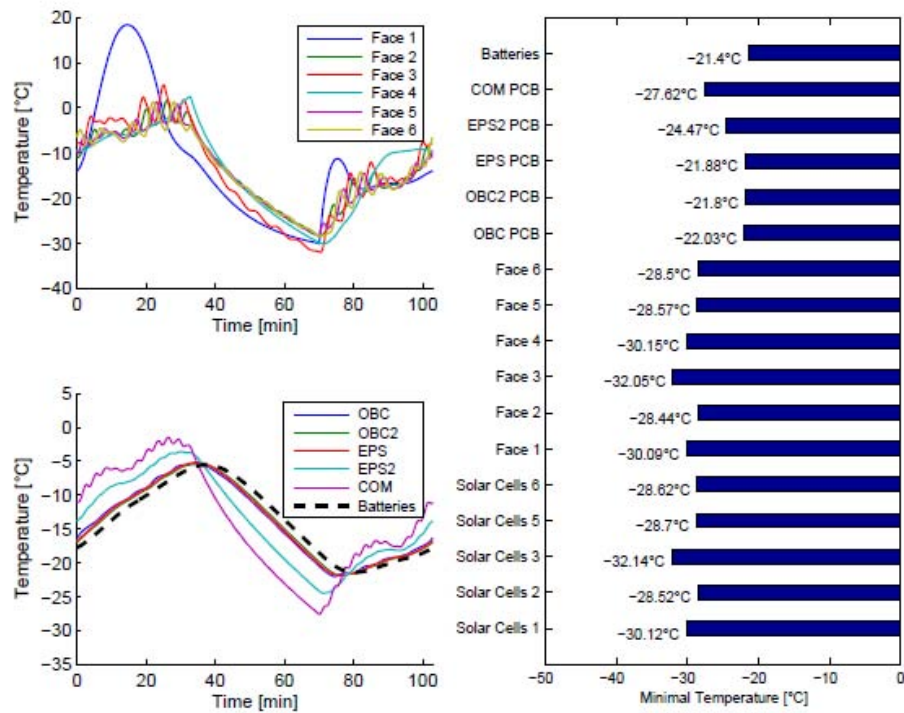 20
10
0
−10
−20
−30
−40
0
20
40
60
80
100
Temperature [°C]
Time [min]
Face 1
Face 2
Face 3
Face 4
Face 5
Face 6
5
0
−5
−10
−15
−20
−25
−30
−35
0
20
40
60
80
100
Temperature [°C]
Time [min]
OBC
OBC2
EPS
EPS2
COM
Batteries
Batteries −21.4°C
COM PCB −27.62°C
EPS2 PCB −24.47°C
EPS PCB −21.88°C
OBC2 PCB −21.8°C
OBC PCB −22.03°C
Face 6 −28.5°C
Face 5 −28.57°C
Face 4 −30.15°C
Face 3 −32.05°C
Face 2 −28.44°C
Face 1 −30.09°C
Solar Cells 6 −28.62°C
Solar Cells 5 −28.7°C
Solar Cells 3 −32.14°C
Solar Cells 2 −28.52°C
Solar Cells 1 −30.12°C
−50 −40 −30 −20 −10 0
Minimal Temperature [°C]